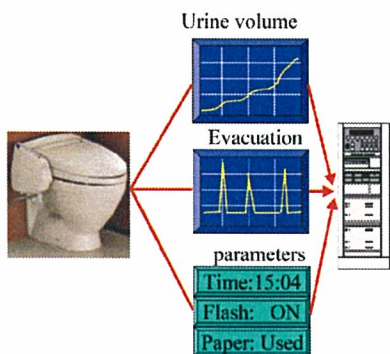 Urine volume
Evacuation
parameters
Time:15:04
Flash: ON
Paper: Used